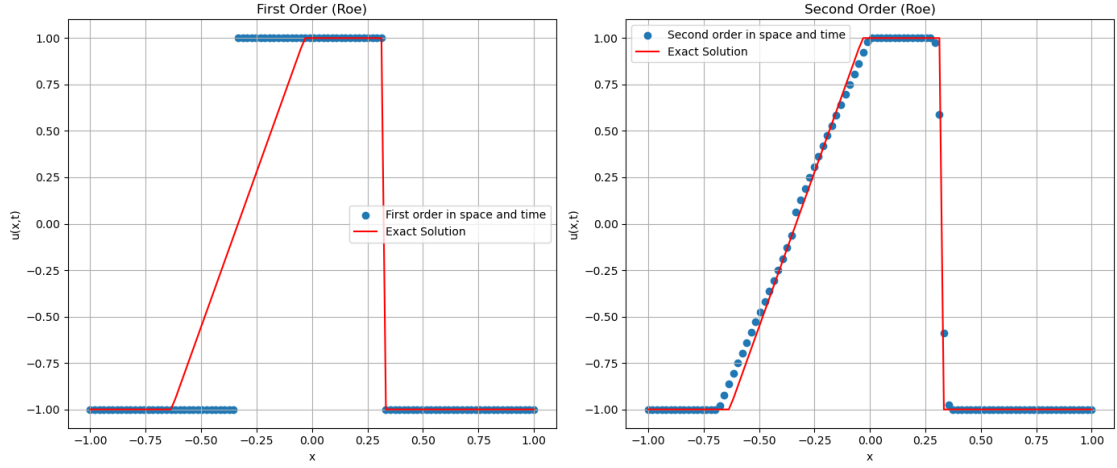 First Order (Roe)
1.00
0.75
0.50
0.25
0.00
−0.25
−0.50
−0.75
−1.00
u(x,t)
First order in space and time
Exact Solution
−1.00 −0.75 −0.50 −0.25 0.00 0.25 0.50 0.75 1.00
x
Second Order (Roe)
Second order in space and time
Exact Solution
1.00
0.75
0.50
0.25
0.00
−0.25
−0.50
−0.75
−1.00
u(x,t)
−1.00 −0.75 −0.50 −0.25 0.00 0.25 0.50 0.75 1.00
x